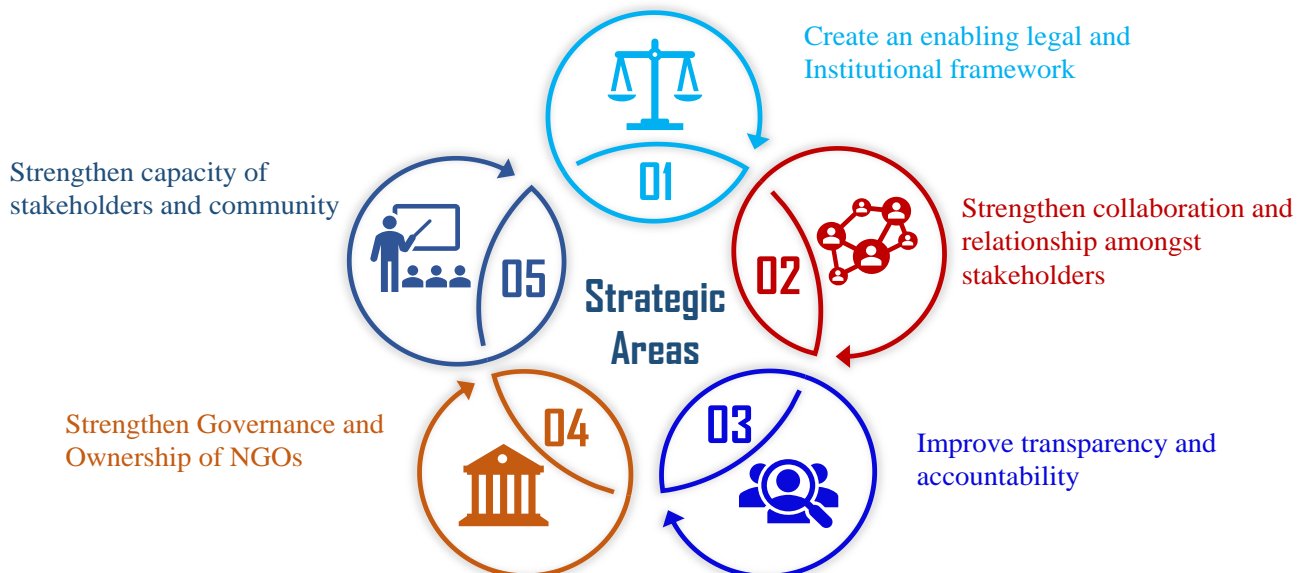 Create an enabling legal and
Institutional framework
01
Strengthen collaboration and
relationship amongst
stakeholders
02
Improve transparency and
accountability
03
Strengthen Governance and
Ownership of NGOs
04
Strengthen capacity of
stakeholders and community
05
Strategic
Areas